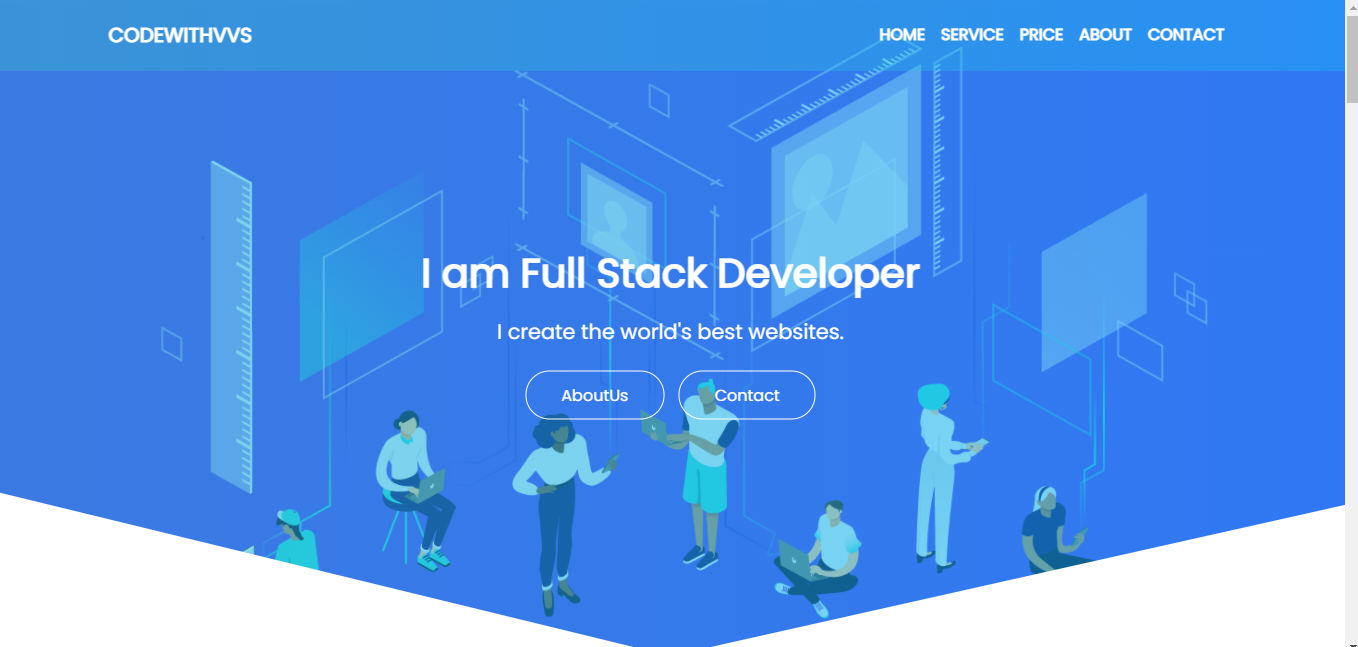 CODEWITHVVS
HOME SERVICE PRICE ABOUT CONTACT
I am Full Stack Developer
I create the world's best websites.
AboutUs Contact